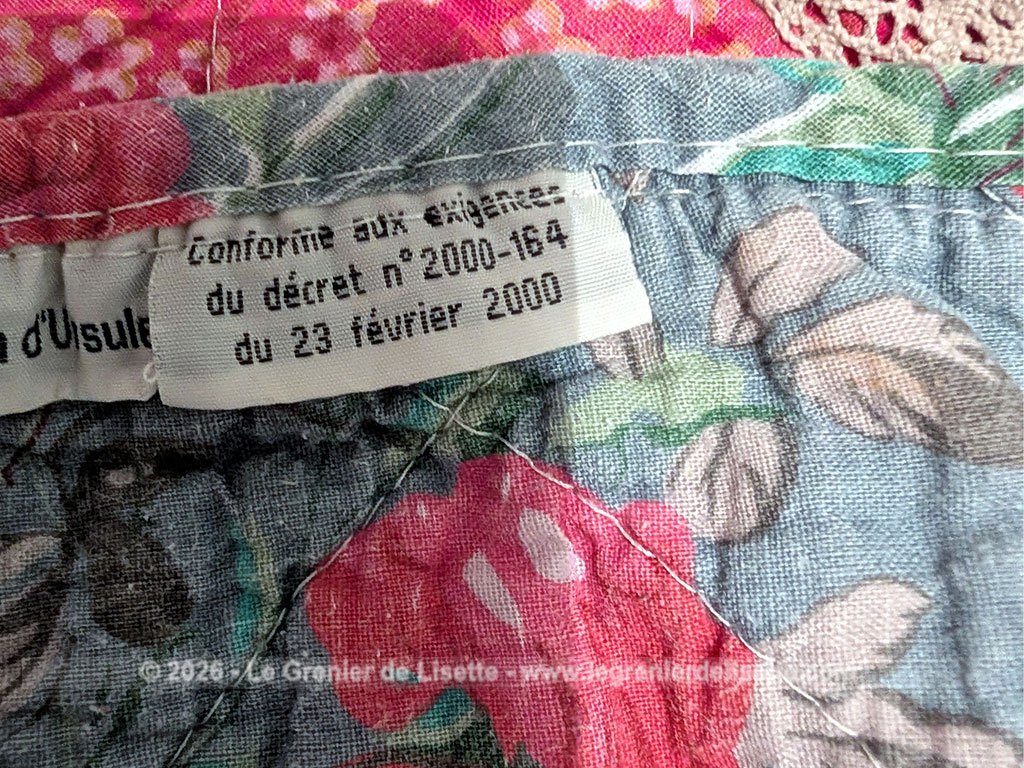 Conforme aux exigences
du décret n° 2000-164
du 23 février 2000
d'Ursule
© 2026 - Le Grenier de Lisette -